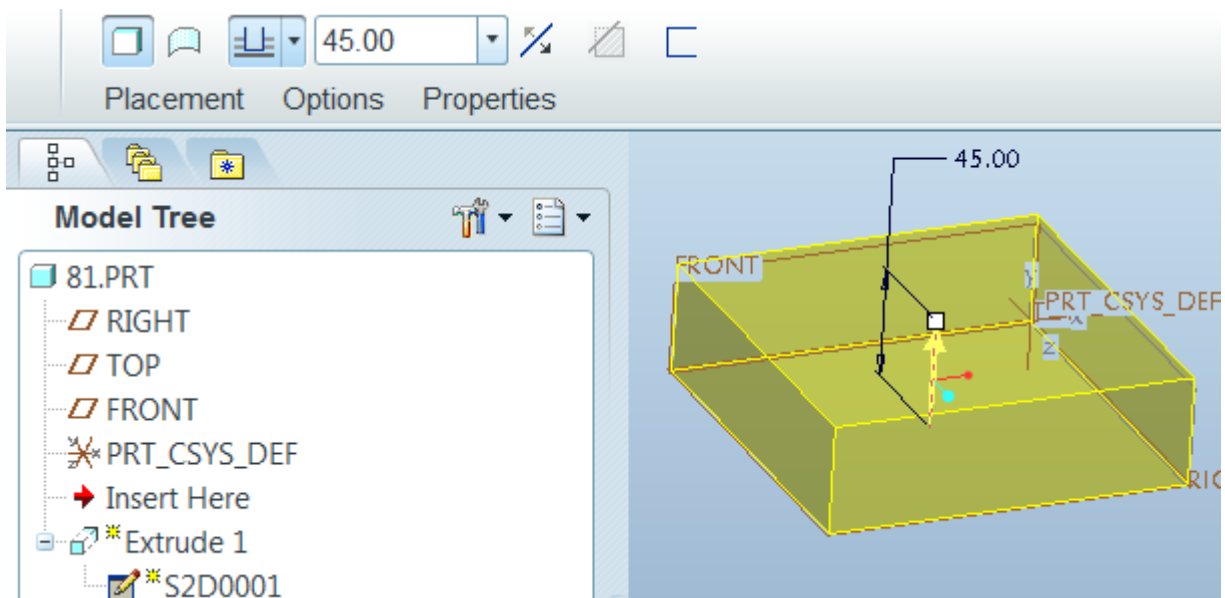 45.00
Placement Options Properties
Model Tree
81.PRT
RIGHT
TOP
FRONT
PRT_CSYS_DEF
Insert Here
Extrude 1
S2D0001
45.00
FRONT
Y
PRT_CSYS_DEF
X
Z
RIG